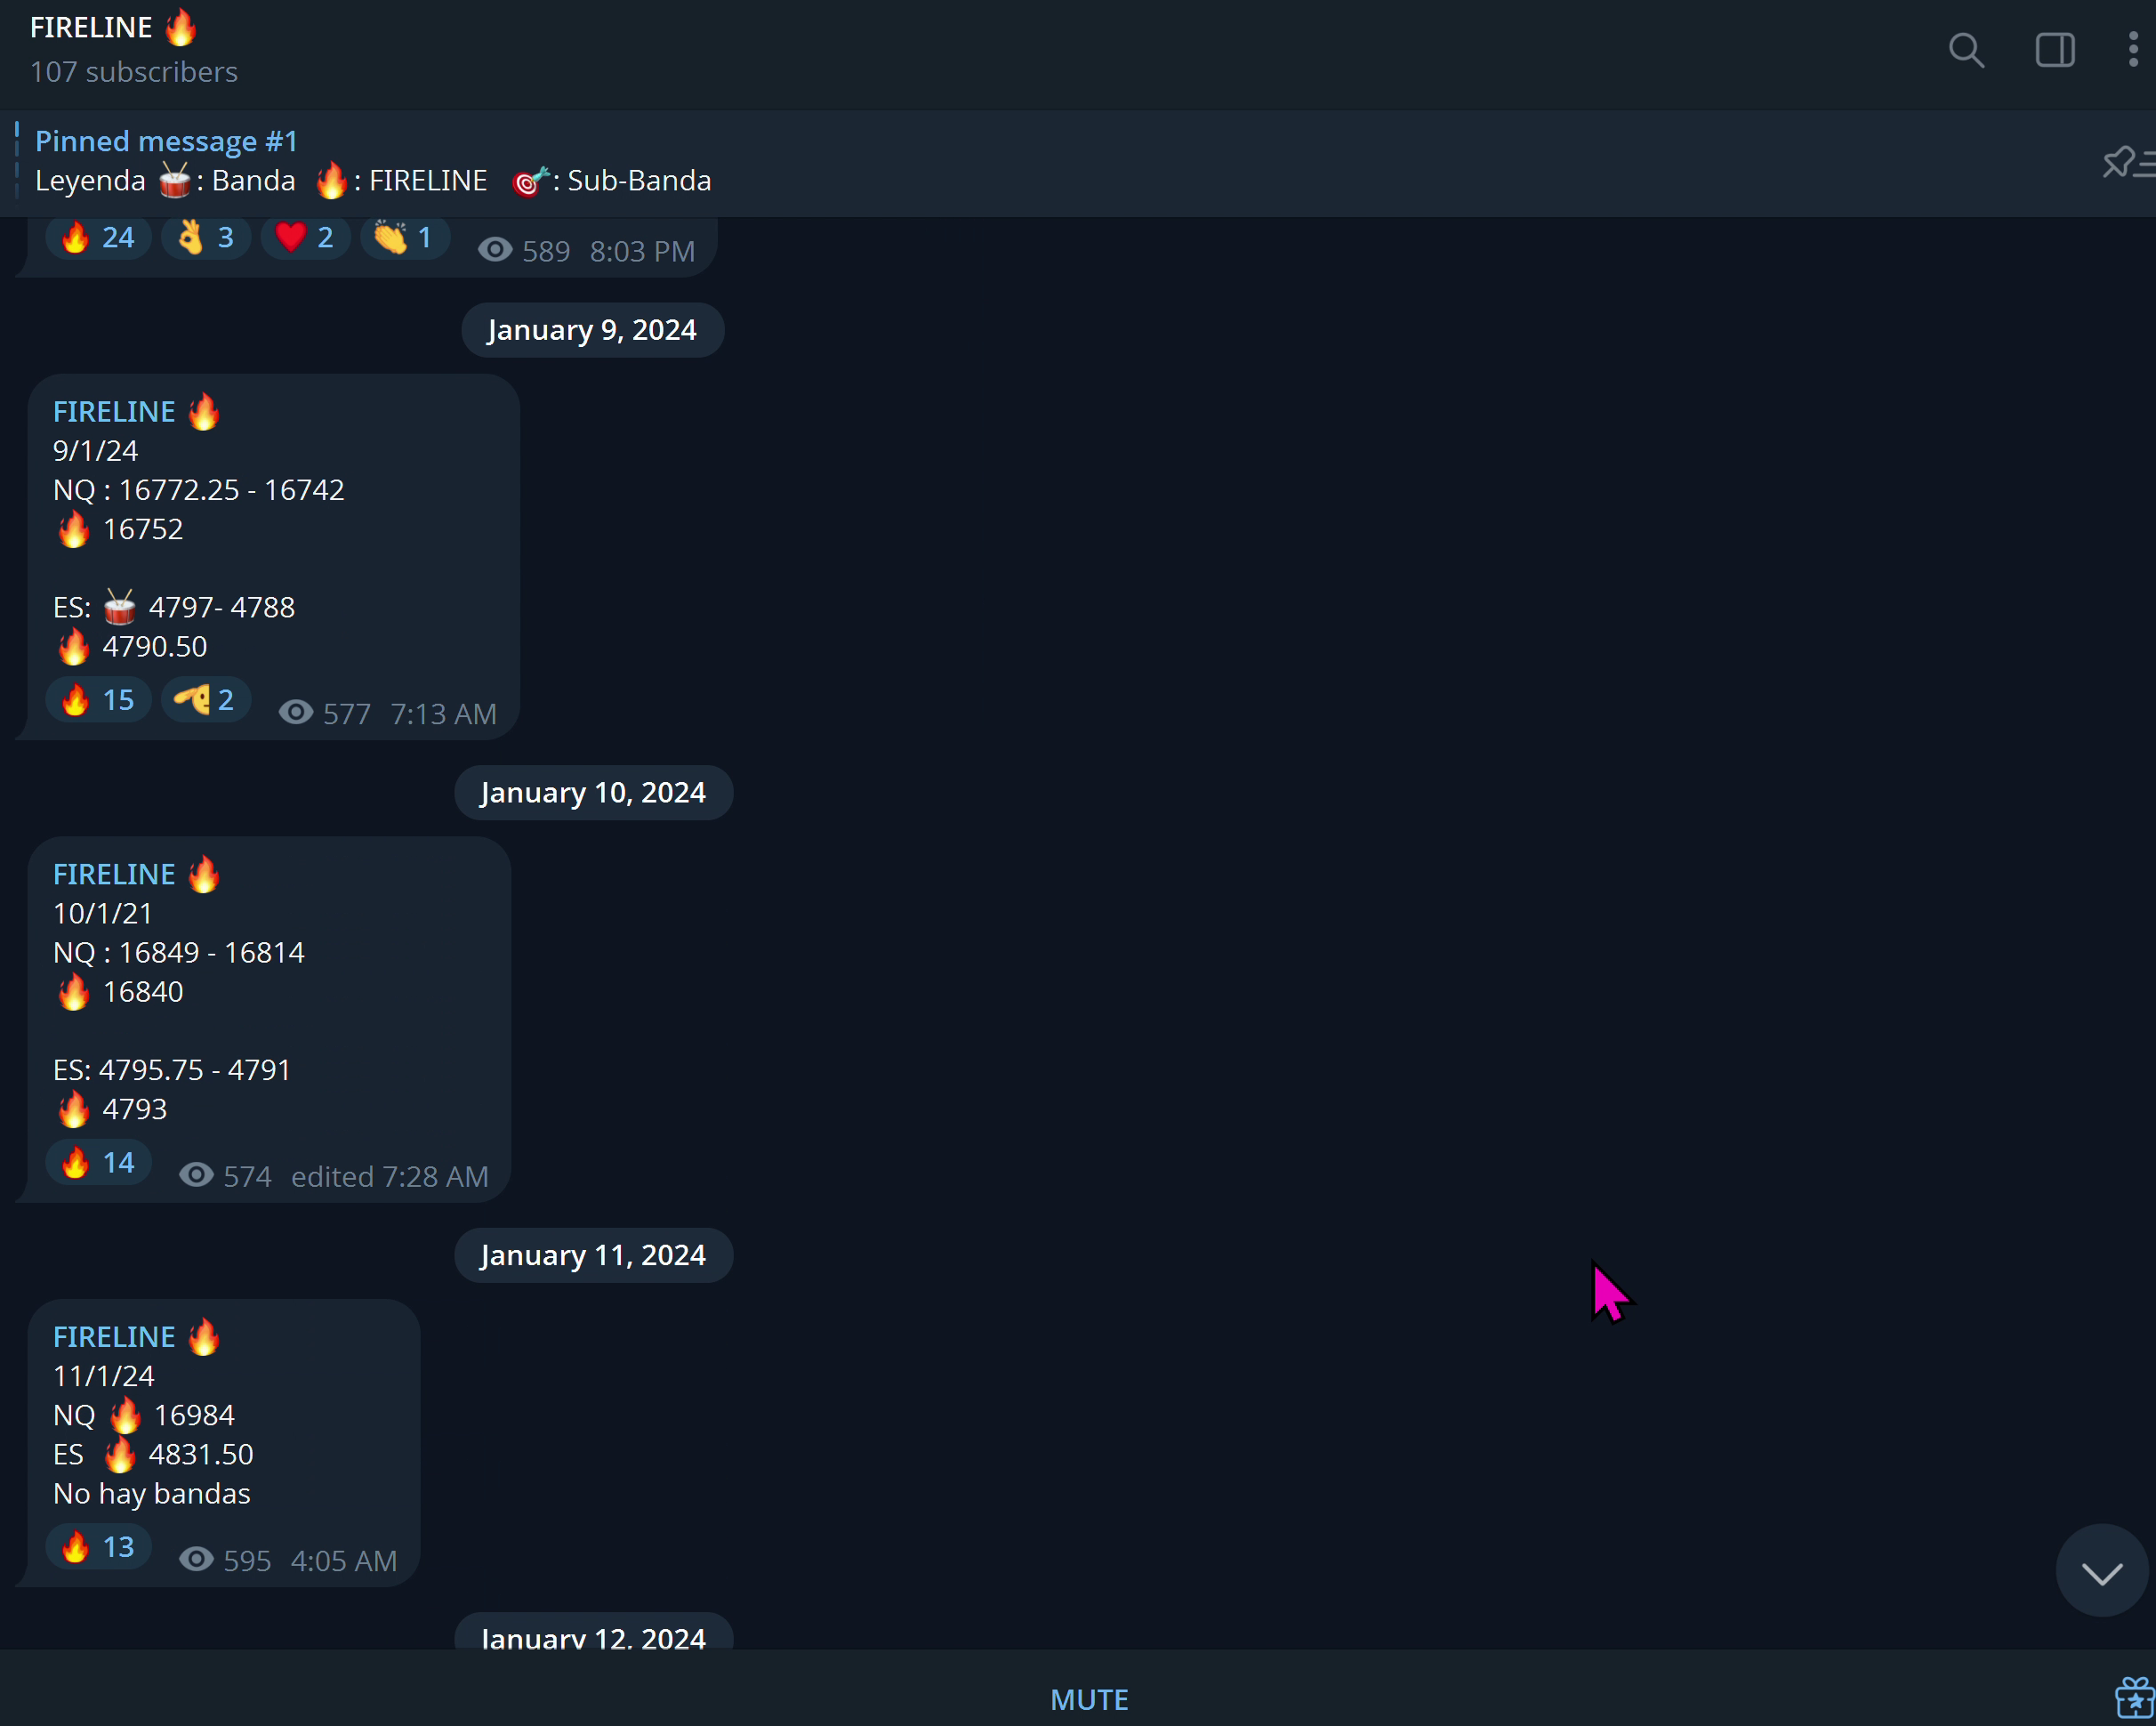 FIRELINE 🔥
107 subscribers
Pinned message #1
Leyenda 🥁: Banda 🔥: FIRELINE 🎯: Sub-Banda
🔥 24 👌 3 ❤️ 2 👏 1 589 8:03 PM
January 9, 2024
FIRELINE 🔥
9/1/24
NQ : 16772.25 - 16742
🔥 16752
ES: 🥁 4797- 4788
🔥 4790.50
🔥 15 🫡 2 577 7:13 AM
January 10, 2024
FIRELINE 🔥
10/1/21
NQ : 16849 - 16814
🔥 16840
ES: 4795.75 - 4791
🔥 4793
🔥 14 574 edited 7:28 AM
January 11, 2024
FIRELINE 🔥
11/1/24
NQ 🔥 16984
ES 🔥 4831.50
No hay bandas
🔥 13 595 4:05 AM
January 12, 2024
MUTE